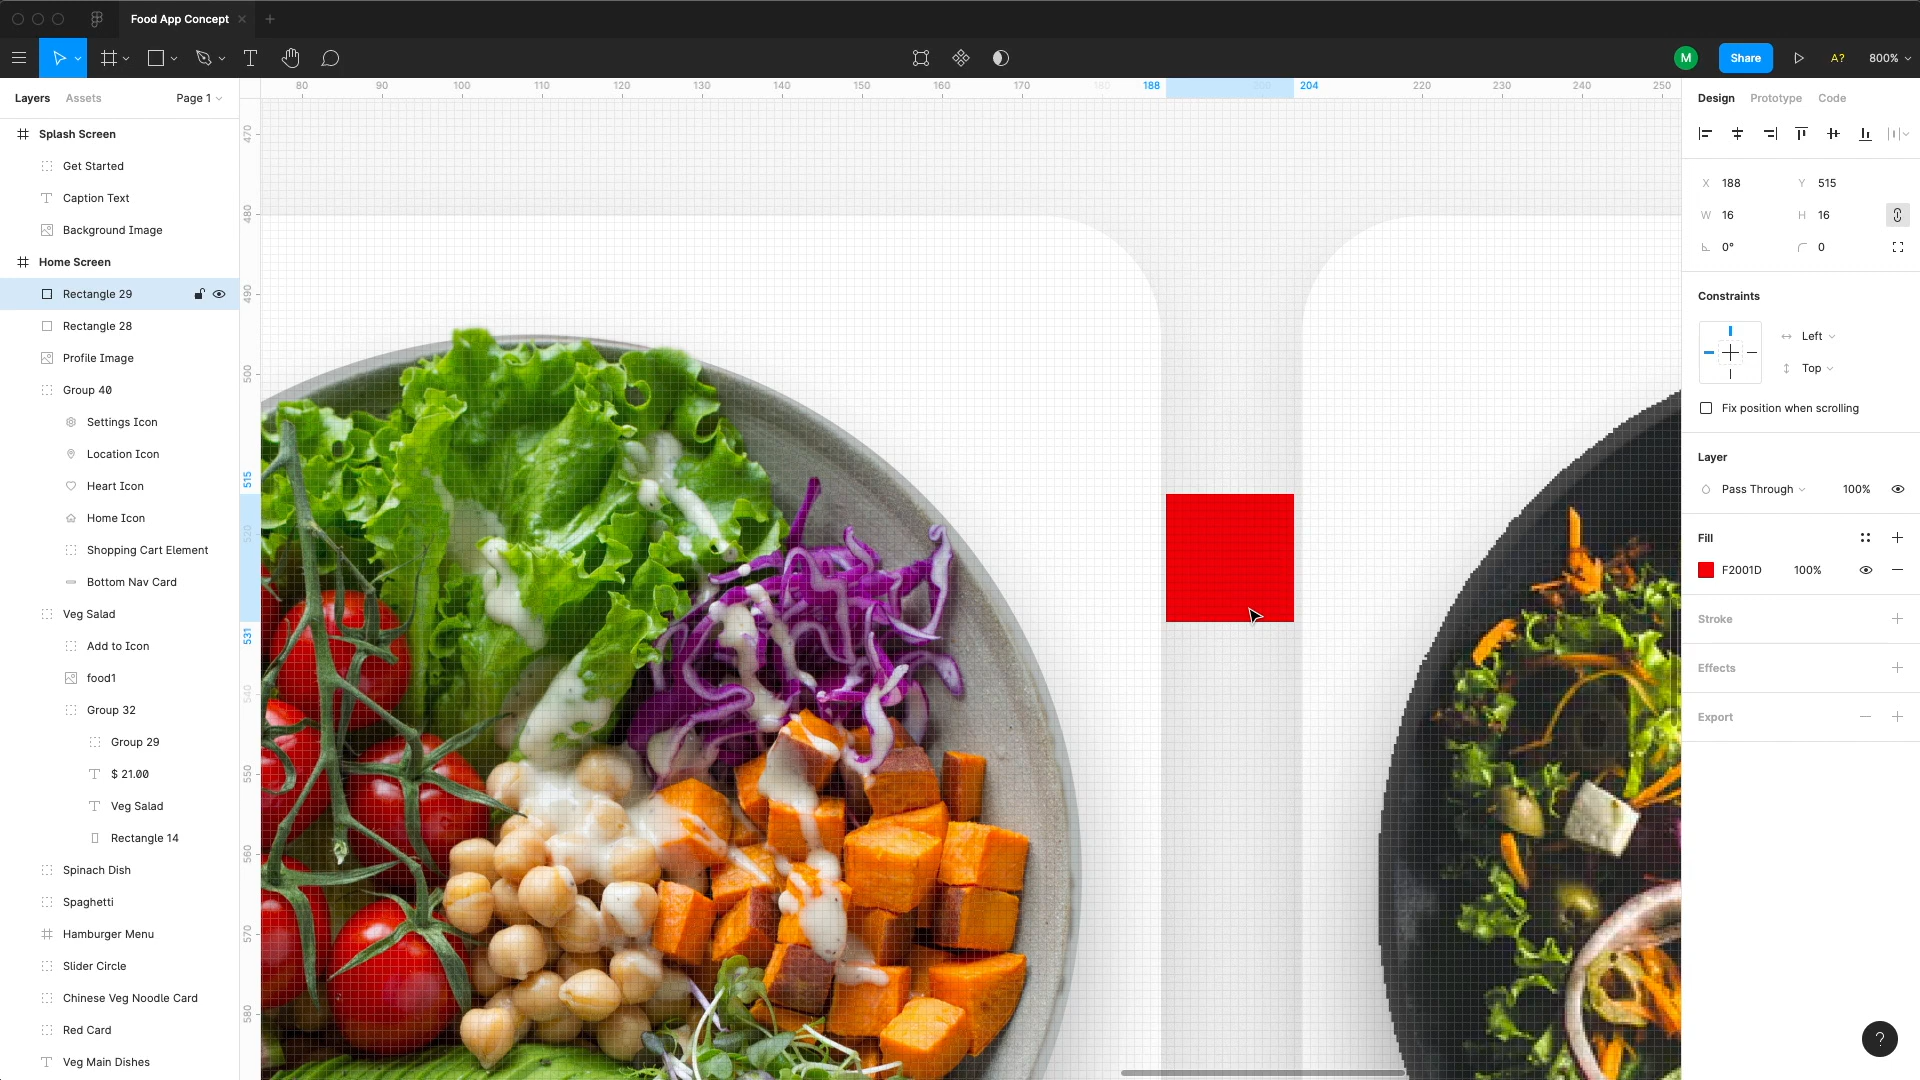 Food App Concept
M
Share
A?
800%
Layers
Assets
Page 1
80 90 100 110 120 130 140 150 160 170 180 188 200 204 220 230 240 250
470
480
490
500
515
520
531
540
550
560
570
580
Splash Screen
Get Started
Caption Text
Background Image
Home Screen
Rectangle 29
Rectangle 28
Profile Image
Group 40
Settings Icon
Location Icon
Heart Icon
Home Icon
Shopping Cart Element
Bottom Nav Card
Veg Salad
Add to Icon
food1
Group 32
Group 29
$ 21.00
Veg Salad
Rectangle 14
Spinach Dish
Spaghetti
Hamburger Menu
Slider Circle
Chinese Veg Noodle Card
Red Card
Veg Main Dishes
Design
Prototype
Code
X 188
Y 515
W 16
H 16
0°
0
Constraints
Left
Top
Fix position when scrolling
Layer
Pass Through
100%
Fill
F2001D
100%
Stroke
Effects
Export
?